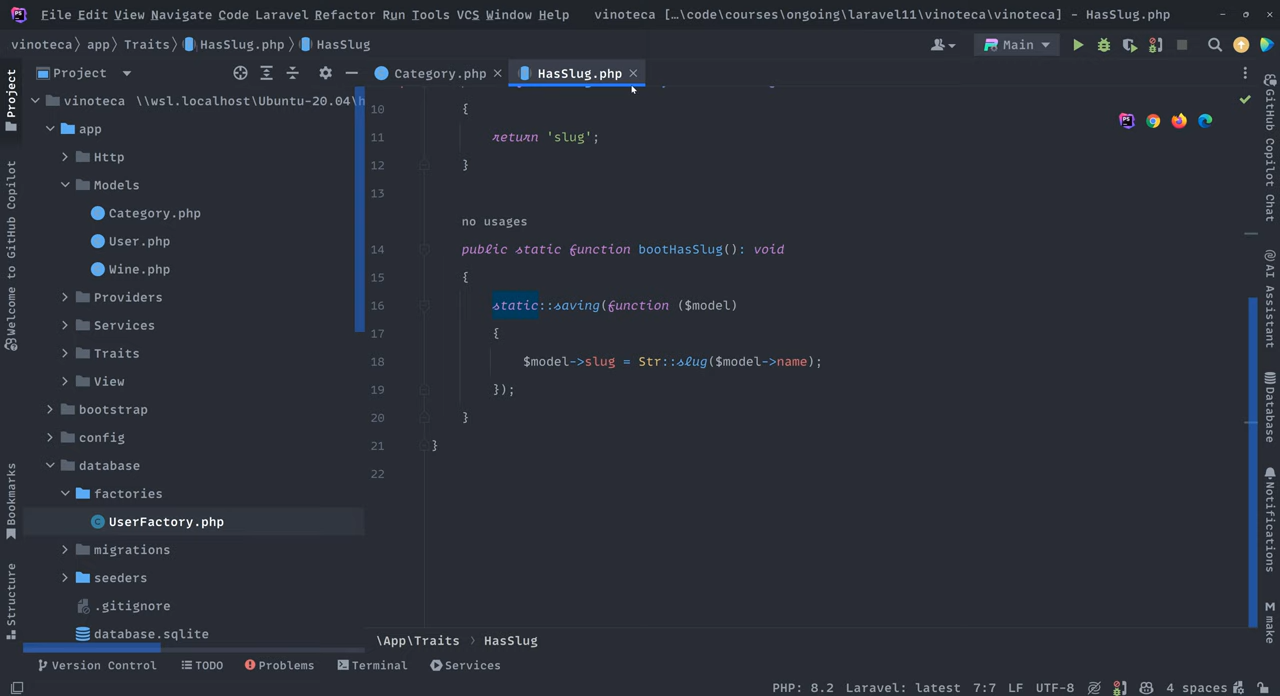 File Edit View Navigate Code Laravel Refactor Run Tools VCS Window Help vinoteca […\code\courses\ongoing\laravel11\vinoteca\vinoteca] - HasSlug.php
vinoteca app Traits HasSlug.php HasSlug
Main
Project
Category.php
HasSlug.php
Project
Welcome to GitHub Copilot
Bookmarks
Structure
vinoteca \\wsl.localhost\Ubuntu-20.04\h
app
Http
Models
Category.php
User.php
Wine.php
Providers
Services
Traits
View
bootstrap
config
database
factories
UserFactory.php
migrations
seeders
.gitignore
database.sqlite
10 {
11 return 'slug';
12 }
13
no usages
14 public static function bootHasSlug(): void
15 {
16 static::saving(function ($model)
17 {
18 $model->slug = Str::slug($model->name);
19 });
20 }
21 }
22
GitHub Copilot Chat
AI Assistant
Database
Notifications
make
\App\Traits HasSlug
Version Control TODO Problems Terminal Services
PHP: 8.2 Laravel: latest 7:7 LF UTF-8 4 spaces